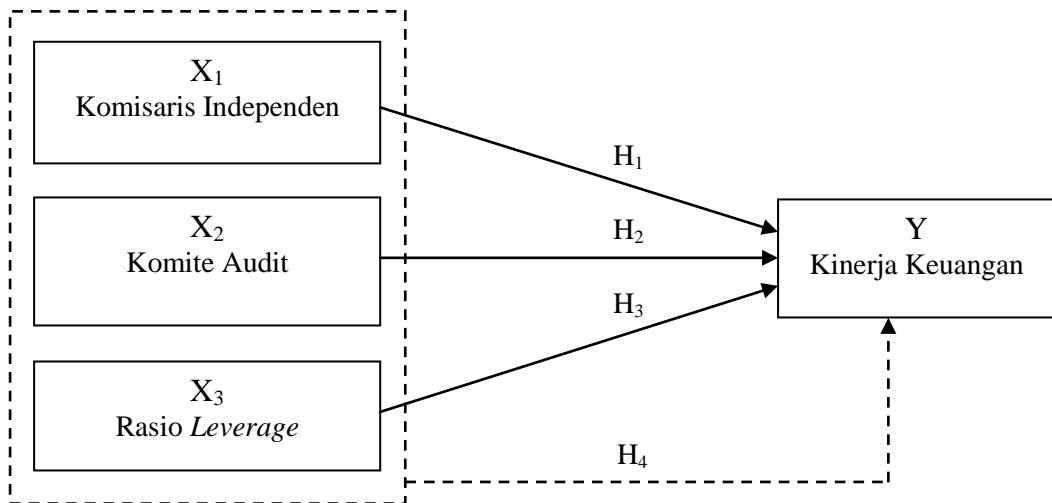 X₁
Komisaris Independen
H₁
X₂
Komite Audit
H₂
Y
Kinerja Keuangan
H₃
X₃
Rasio Leverage
H₄